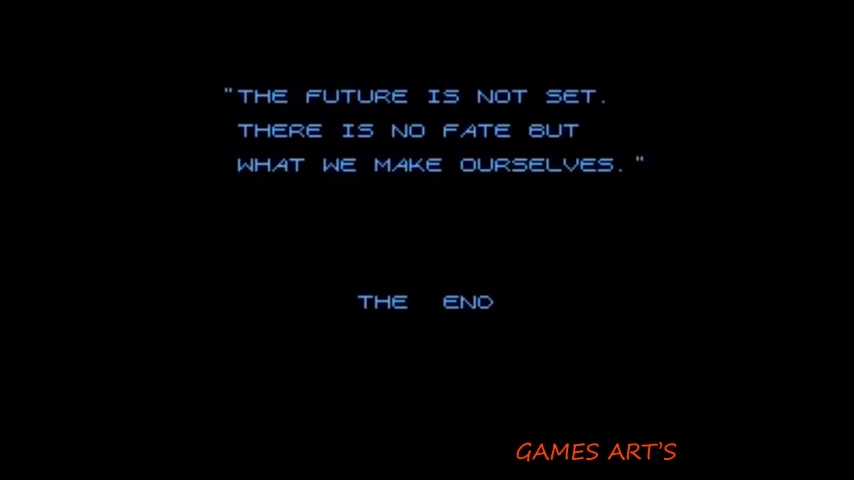 "THE FUTURE IS NOT SET.
THERE IS NO FATE BUT
WHAT WE MAKE OURSELVES."
THE END
GAMES ART'S